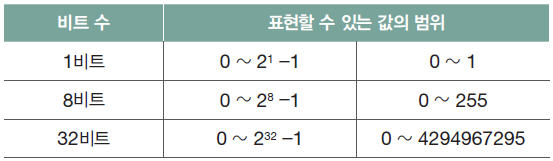 비트 수 표현할 수 있는 값의 범위
1비트 0 ~ 2¹ –1 0 ~ 1
8비트 0 ~ 2⁸ –1 0 ~ 255
32비트 0 ~ 2³² –1 0 ~ 4294967295